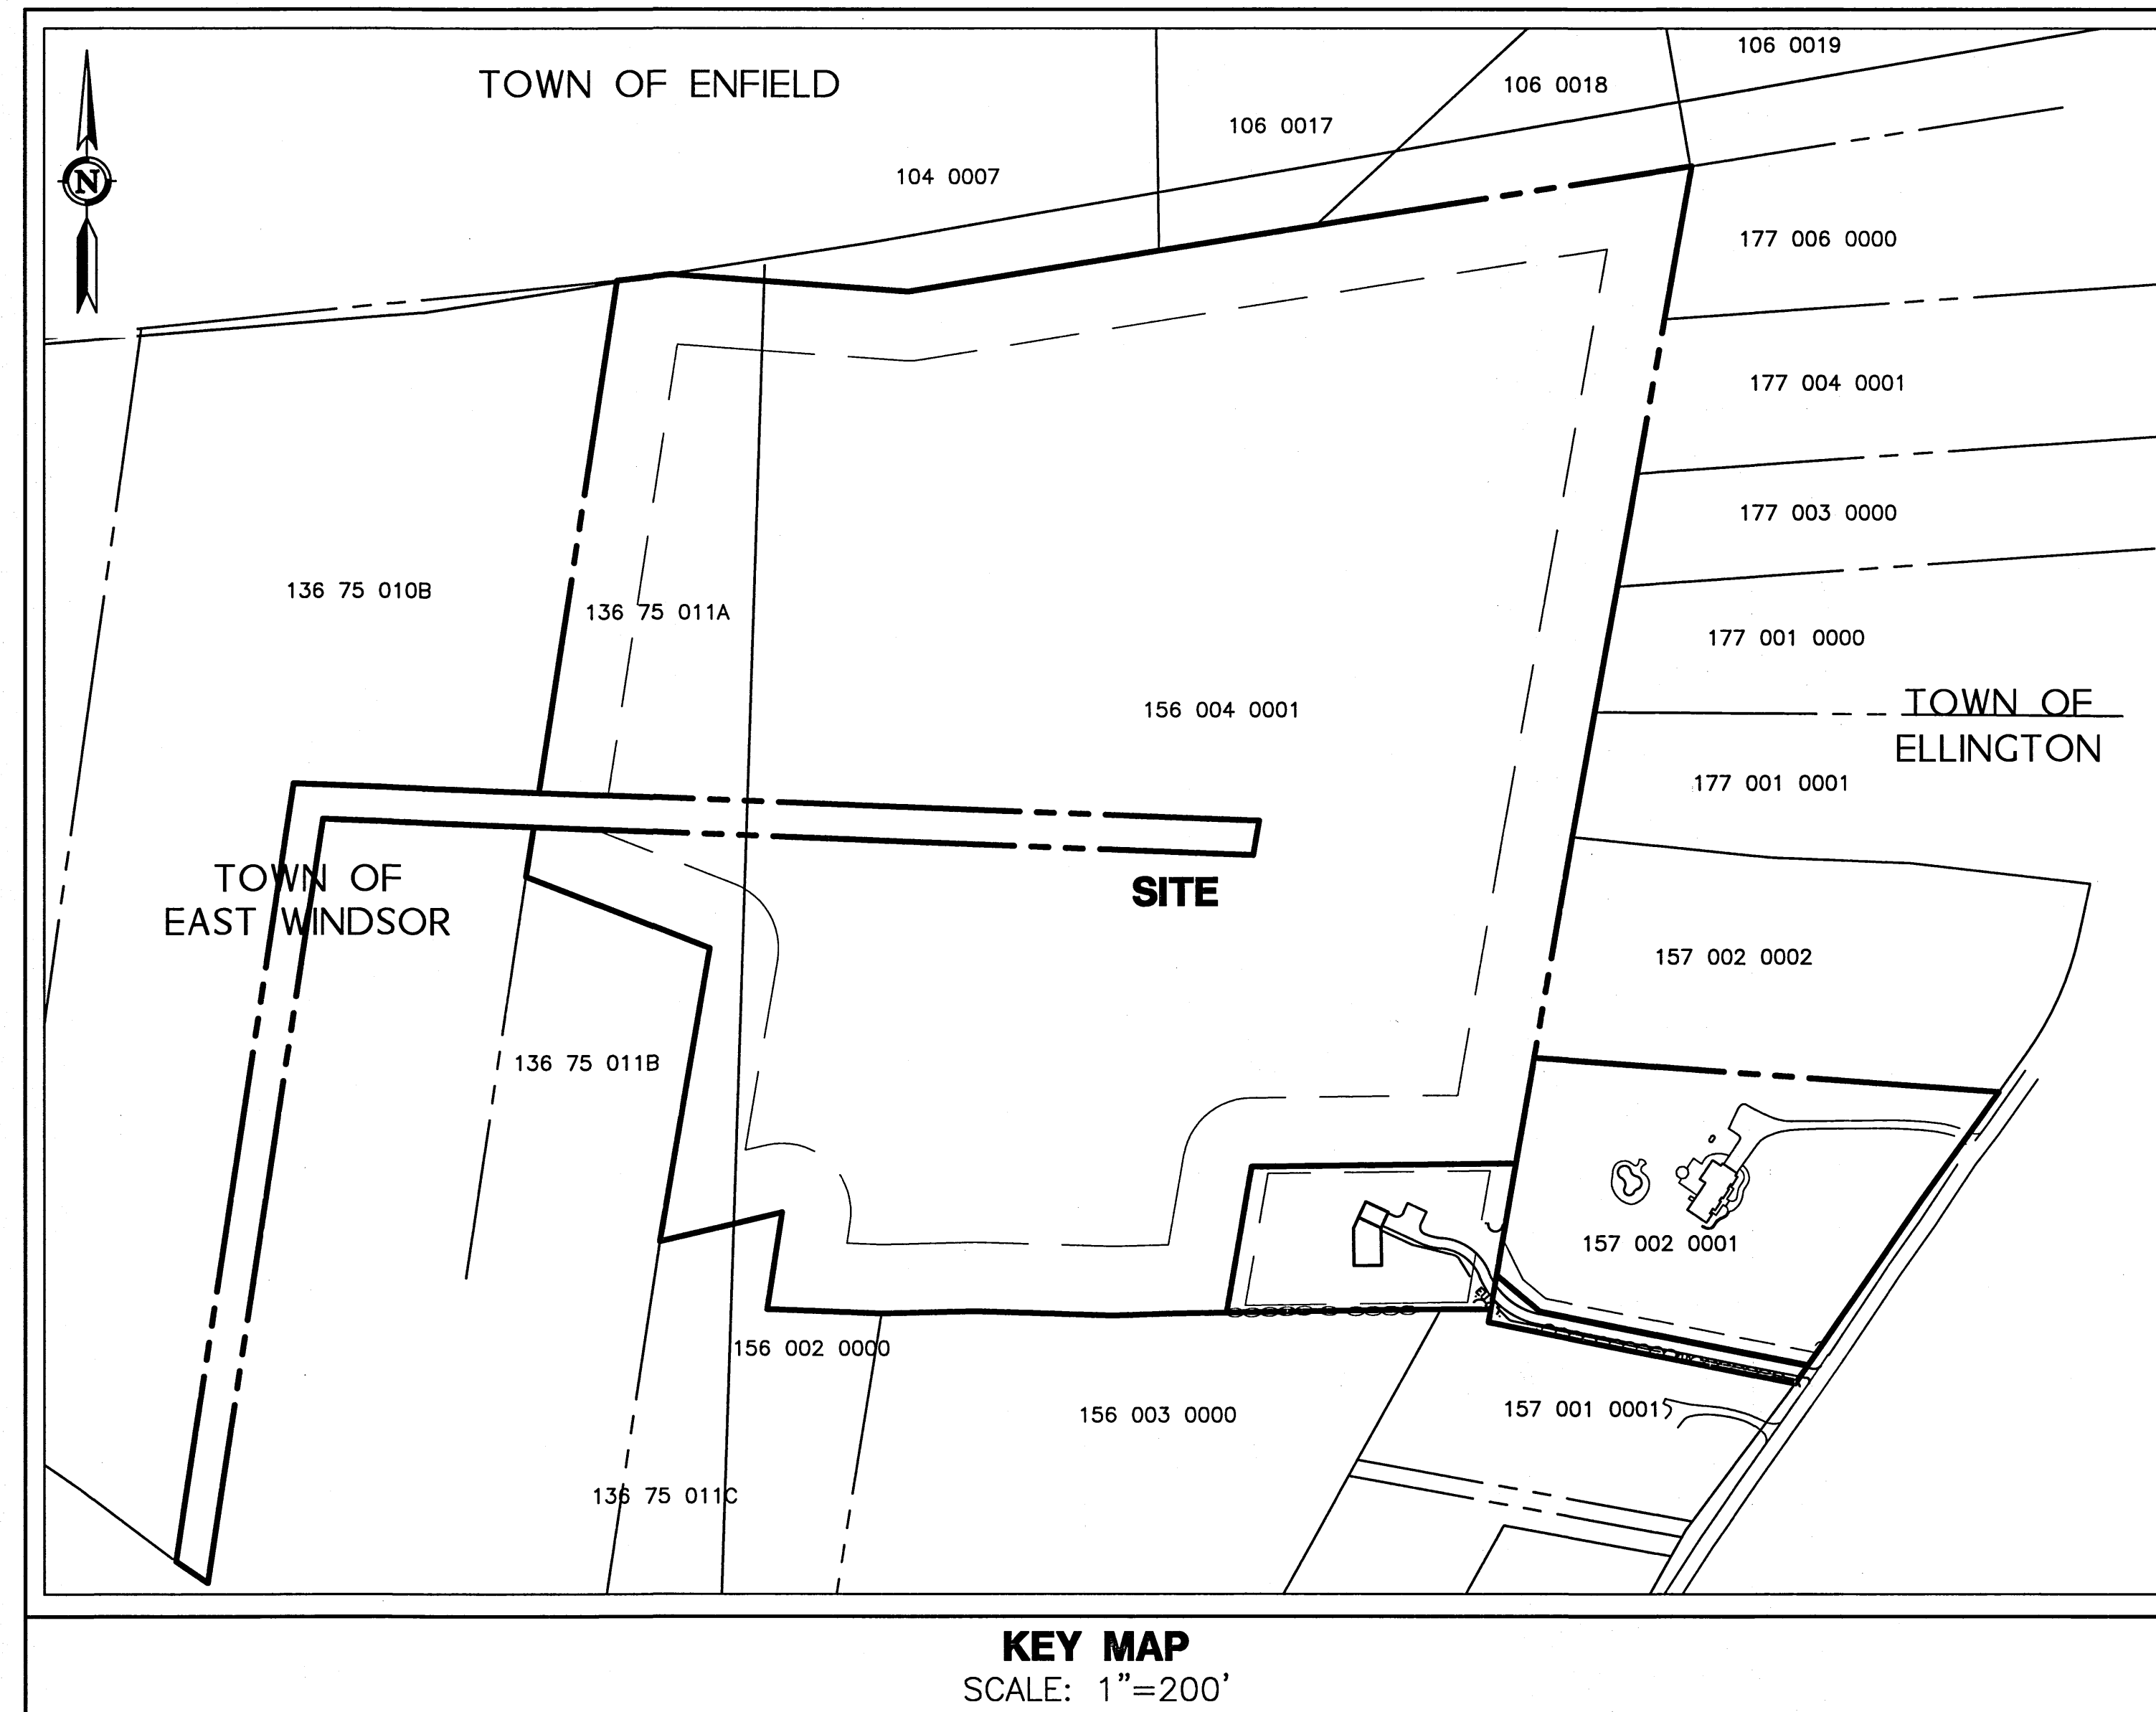 106 0019
TOWN OF ENFIELD
106 0018
106 0017
104 0007
N
177 006 0000
177 004 0001
177 003 0000
136 75 010B
136 75 011A
177 001 0000
156 004 0001
TOWN OF
ELLINGTON
177 001 0001
TOWN OF
EAST WINDSOR
SITE
157 002 0002
136 75 011B
157 002 0001
156 002 0000
156 003 0000
157 001 0001
136 75 011C
KEY MAP
SCALE: 1"=200'